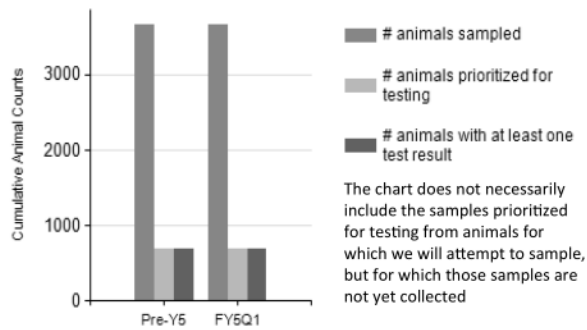 Cumulative Animal Counts
3000
2000
1000
0
Pre-Y5
FY5Q1
# animals sampled
# animals prioritized for
testing
# animals with at least one
test result
The chart does not necessarily
include the samples prioritized
for testing from animals for
which we will attempt to sample,
but for which those samples are
not yet collected